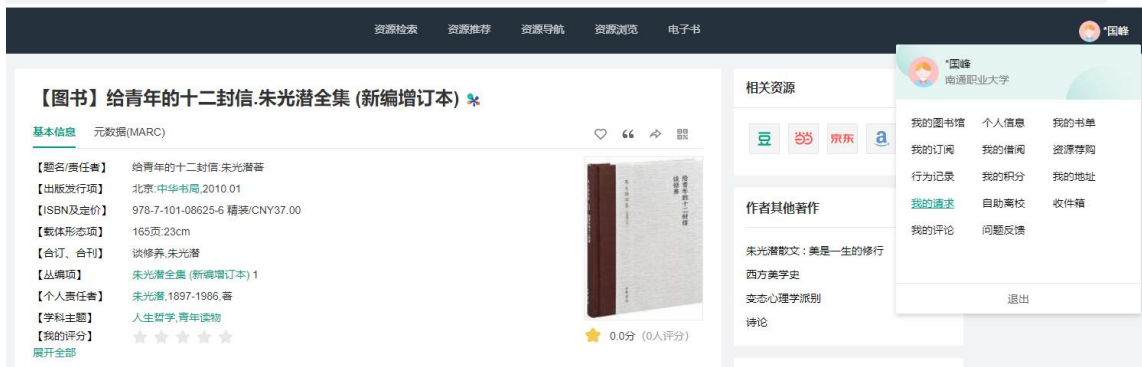 资源检索 资源推荐 资源导航 资源浏览 电子书 *国峰
*国峰
南通职业大学
我的图书馆 个人信息 我的书单
我的订阅 我的借阅 资源荐购
行为记录 我的积分 我的地址
我的请求 自助离校 收件箱
我的评论 问题反馈
退出
【图书】给青年的十二封信.朱光潜全集 (新编增订本)
基本信息 元数据(MARC)
【题名/责任者】 给青年的十二封信.朱光潜著
【出版发行项】 北京:中华书局,2010.01
【ISBN及定价】 978-7-101-08625-6 精装/CNY37.00
【载体形态项】 165页:23cm
【合订、合刊】 谈修养,朱光潜
【丛编项】 朱光潜全集 (新编增订本) 1
【个人责任者】 朱光潜,1897-1986,著
【学科主题】 人生哲学,青年读物
【我的评分】
展开全部
给青年的十二封信
谈修养
0.0分 (0人评分)
相关资源
豆 当当 京东 a
作者其他著作
朱光潜散文:美是一生的修行
西方美学史
变态心理学派别
诗论